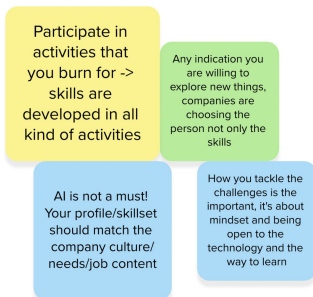 Participate in
activities that
you burn for ->
skills are
developed in all
kind of activities
Any indication you
are willing to
explore new things,
companies are
choosing the
person not only the
skills
AI is not a must!
Your profile/skillset
should match the
company culture/
needs/job content
How you tackle the
challenges is the
important, it's about
mindset and being
open to the
technology and the
way to learn